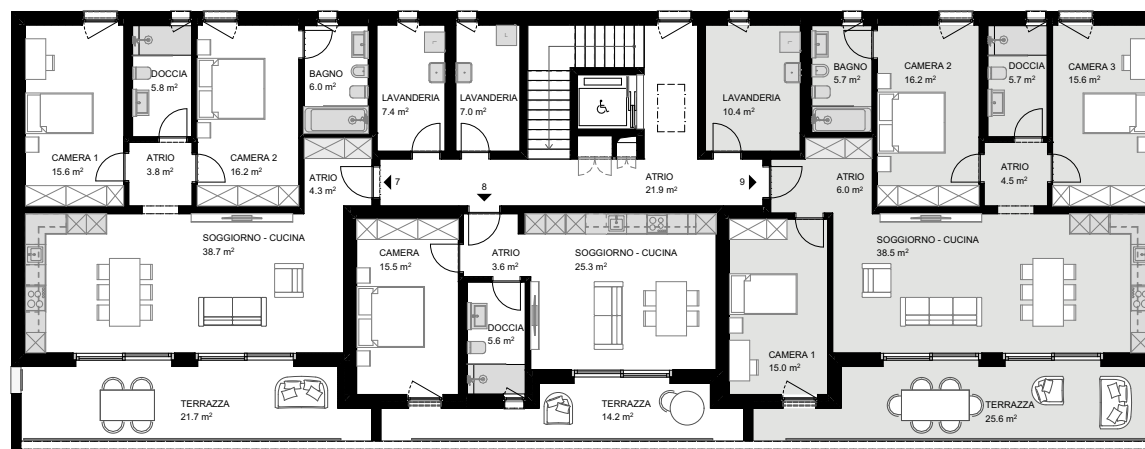 CAMERA 1
15.6 m²
DOCCIA
5.8 m²
ATRIO
3.8 m²
CAMERA 2
16.2 m²
BAGNO
6.0 m²
ATRIO
4.3 m²
LAVANDERIA
7.4 m²
LAVANDERIA
7.0 m²
ATRIO
21.9 m²
7
8
9
LAVANDERIA
10.4 m²
BAGNO
5.7 m²
CAMERA 2
16.2 m²
DOCCIA
5.7 m²
CAMERA 3
15.6 m²
ATRIO
6.0 m²
ATRIO
4.5 m²
SOGGIORNO - CUCINA
38.7 m²
CAMERA
15.5 m²
ATRIO
3.6 m²
SOGGIORNO - CUCINA
25.3 m²
DOCCIA
5.6 m²
CAMERA 1
15.0 m²
SOGGIORNO - CUCINA
38.5 m²
TERRAZZA
21.7 m²
TERRAZZA
14.2 m²
TERRAZZA
25.6 m²